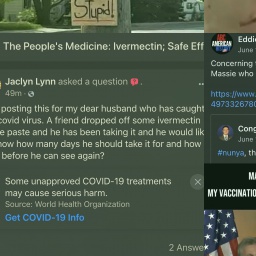 Stupid!
The People's Medicine: Ivermectin; Safe Eff
Jaclyn Lynn asked a question
49m
posting this for my dear husband who has caught
covid virus. A friend dropped off some ivermectin
e paste and he has been taking it and he would lik
now how many days he should take it for and how
before he can see again?
Some unapproved COVID-19 treatments
may cause serious harm.
Source: World Health Organization
Get COVID-19 Info
2 Answe
AMERICAN
Eddie
June
Concerning
Massie who
https://www.
4973326780
Cong
June
#nunya, th
MA
MY VACCINATION